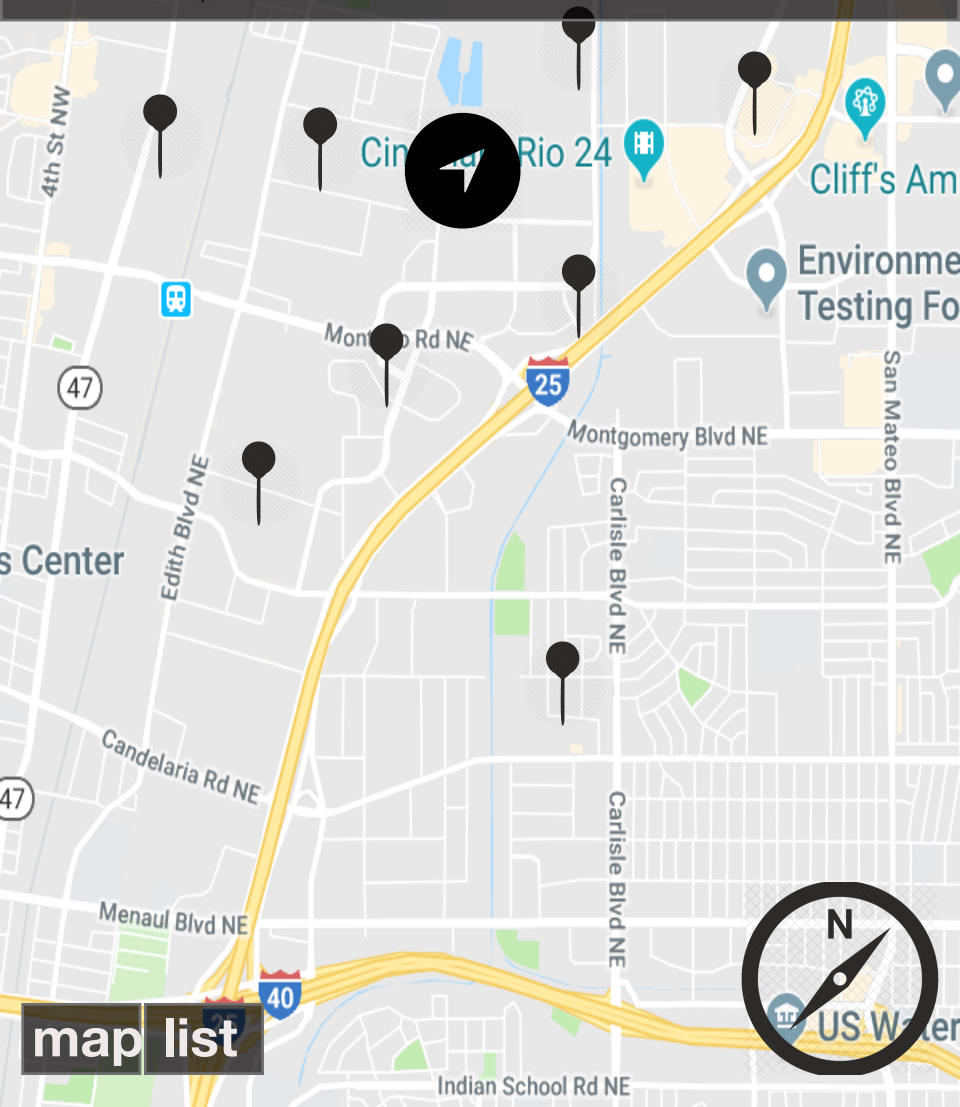 4th St NW
Rio 24
Cliff's Am
Environme
Testing Fo
Rd NE
47
25
Montgomery Blvd NE
San Mateo Blvd NE
Edith Blvd NE
Carlisle Blvd NE
s Center
Candelaria Rd NE
47
Carlisle Blvd NE
Menaul Blvd NE
N
40
25
US Water
map list
Indian School Rd NE